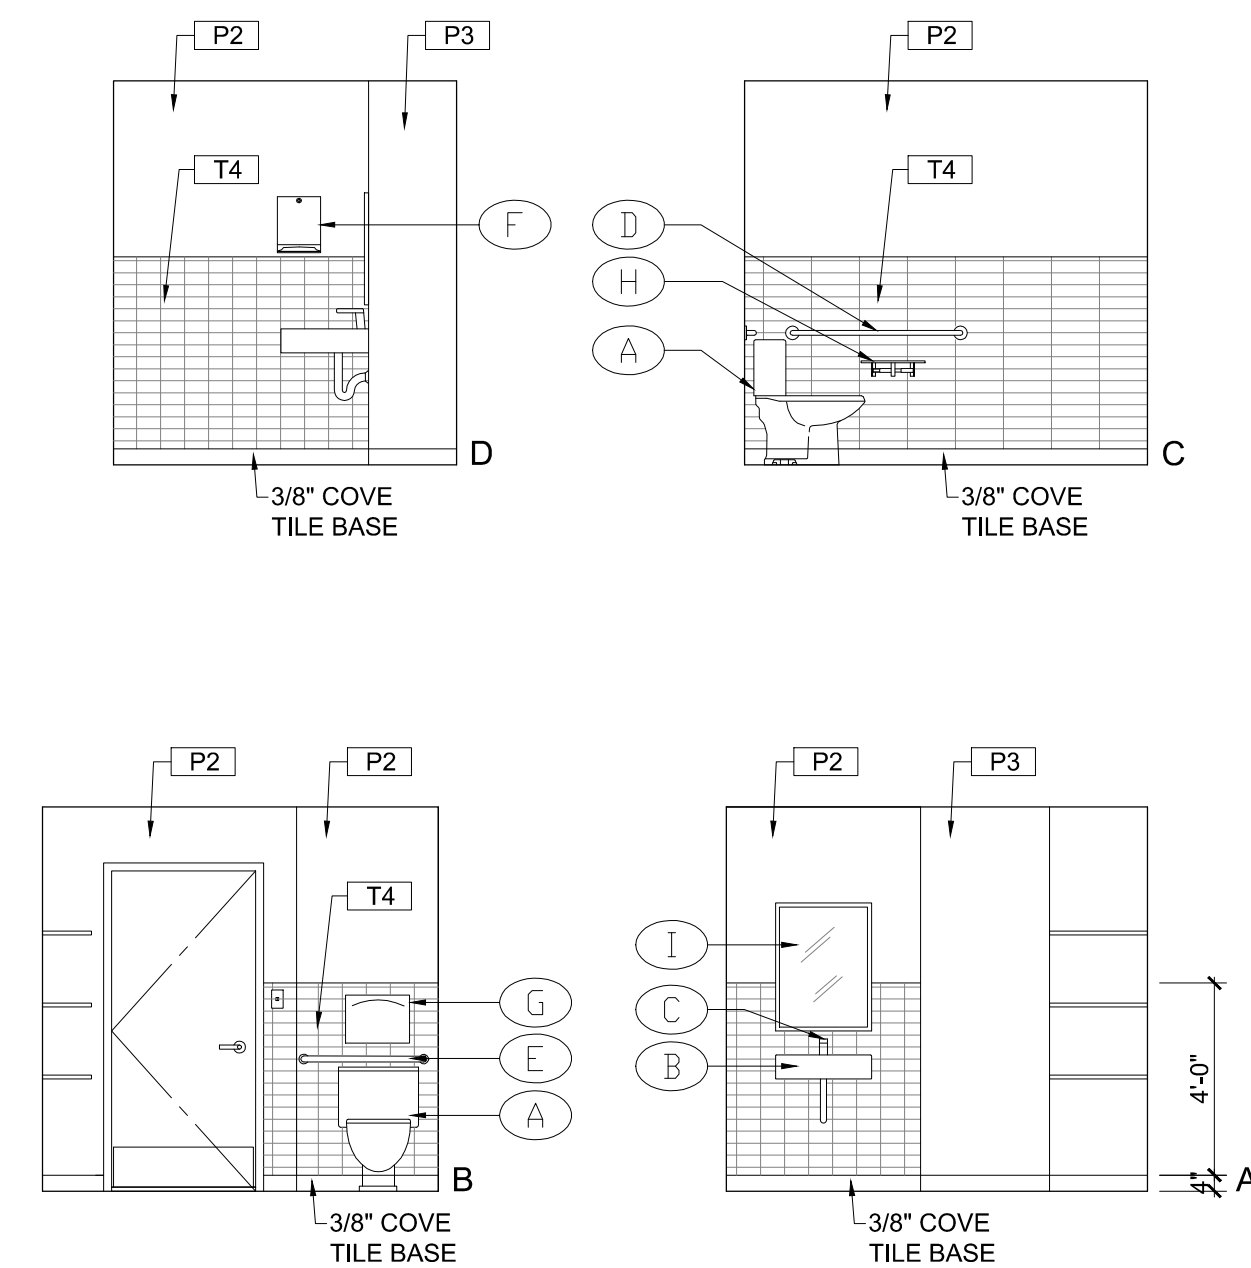 P2
P3
T4
F
D
3/8" COVE
TILE BASE
P2
T4
D
H
A
C
3/8" COVE
TILE BASE
P2
P2
T4
G
E
A
B
3/8" COVE
TILE BASE
P2
P3
I
C
B
4'-0"
4"
A
3/8" COVE
TILE BASE